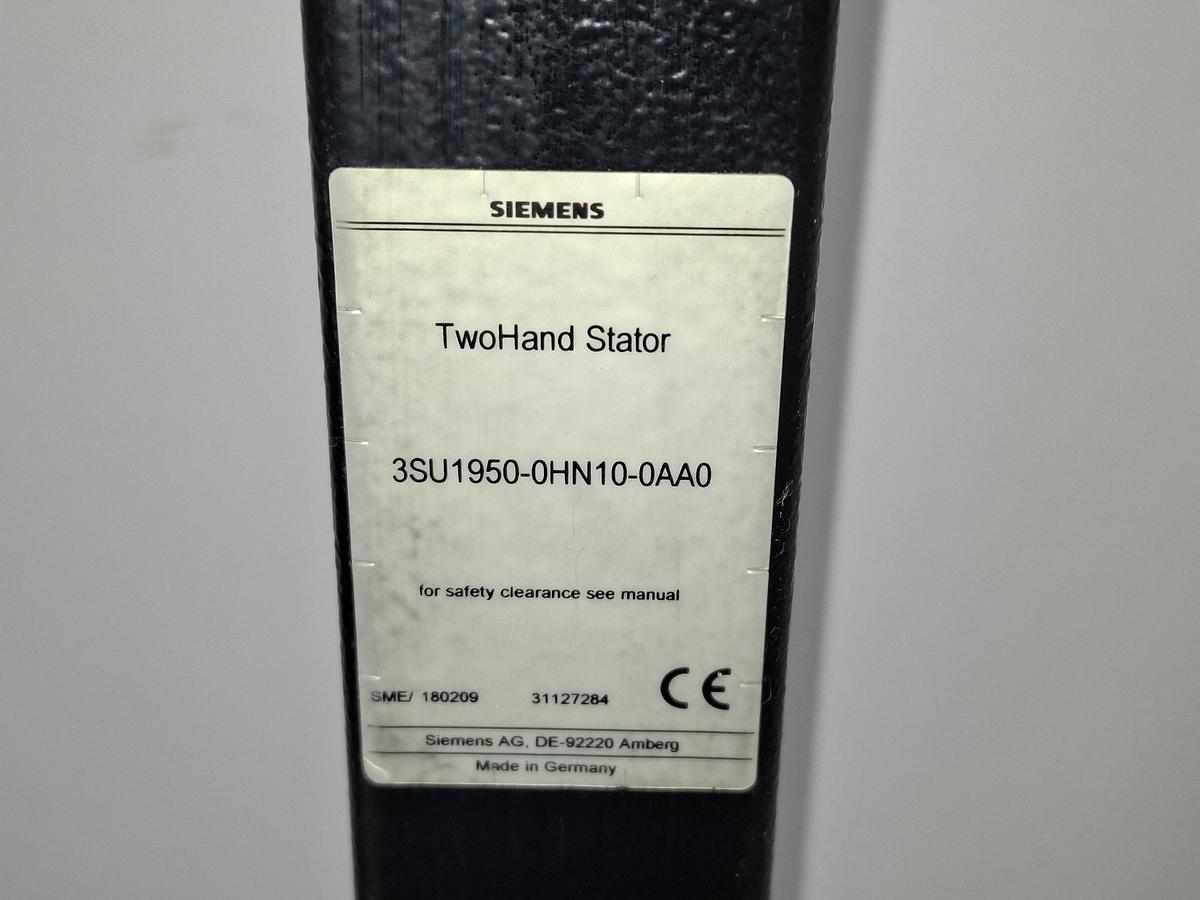 SIEMENS
TwoHand Stator
3SU1950-0HN10-0AA0
for safety clearance see manual
SME/ 180209 31127284 CE
Siemens AG, DE-92220 Amberg
Made in Germany